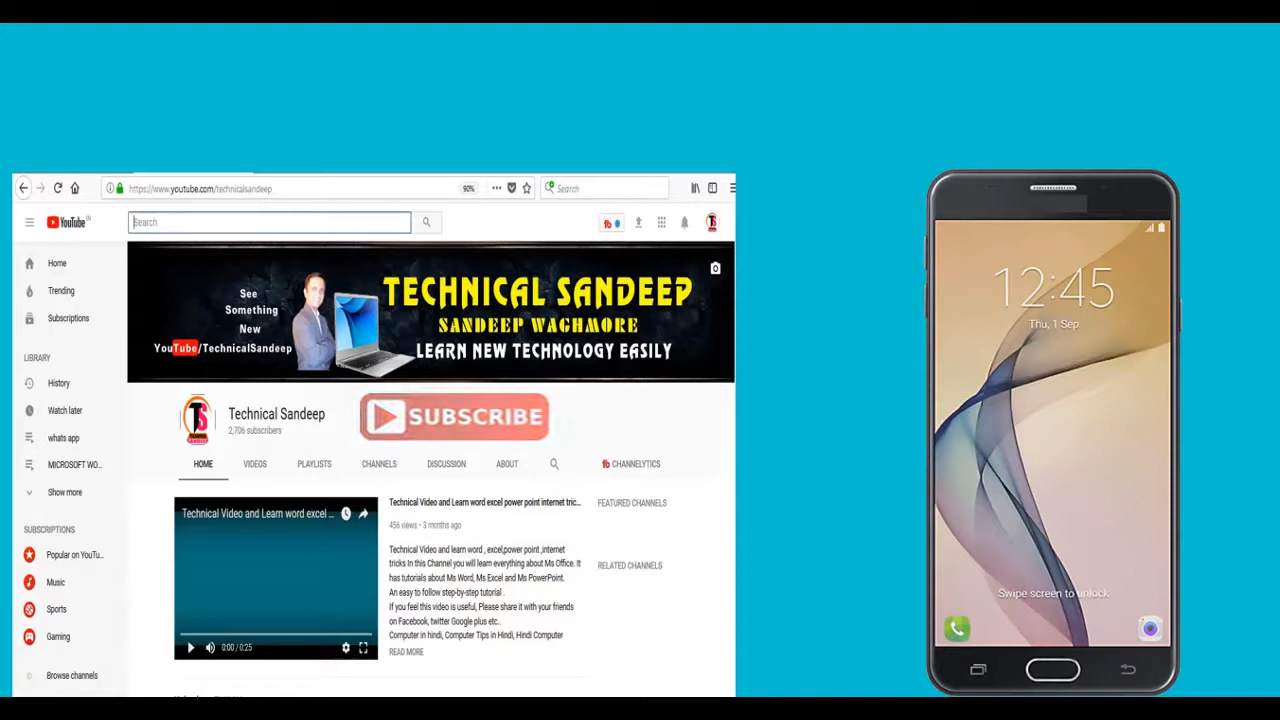 https://www.youtube.com/technicalsandeep
90%
Search
YouTube IN
Search
Home
Trending
Subscriptions
LIBRARY
History
Watch later
whats app
MICROSOFT WO...
Show more
SUBSCRIPTIONS
Popular on YouTu...
Music
Sports
Gaming
Browse channels
See
Something
New
YouTube/TechnicalSandeep
TECHNICAL SANDEEP
SANDEEP WAGHMORE
LEARN NEW TECHNOLOGY EASILY
TS
Technical Sandeep
2,706 subscribers
SUBSCRIBE
HOME VIDEOS PLAYLISTS CHANNELS DISCUSSION ABOUT CHANNELYTICS
Technical Video and Learn word excel ...
0:00 / 0:25
Technical Video and Learn word excel power point internet tric...
456 views • 3 months ago
Technical Video and learn word , excel,power point ,internet
tricks In this Channel you will learn everything about Ms Office. It
has tutorials about Ms Word, Ms Excel and Ms PowerPoint.
An easy to follow step-by-step tutorial .
If you feel this video is useful, Please share it with your friends
on Facebook, twitter Google plus etc..
Computer in hindi, Computer Tips in Hindi, Hindi Computer
READ MORE
FEATURED CHANNELS
RELATED CHANNELS
12:45
Thu, 1 Sep
Swipe screen to unlock